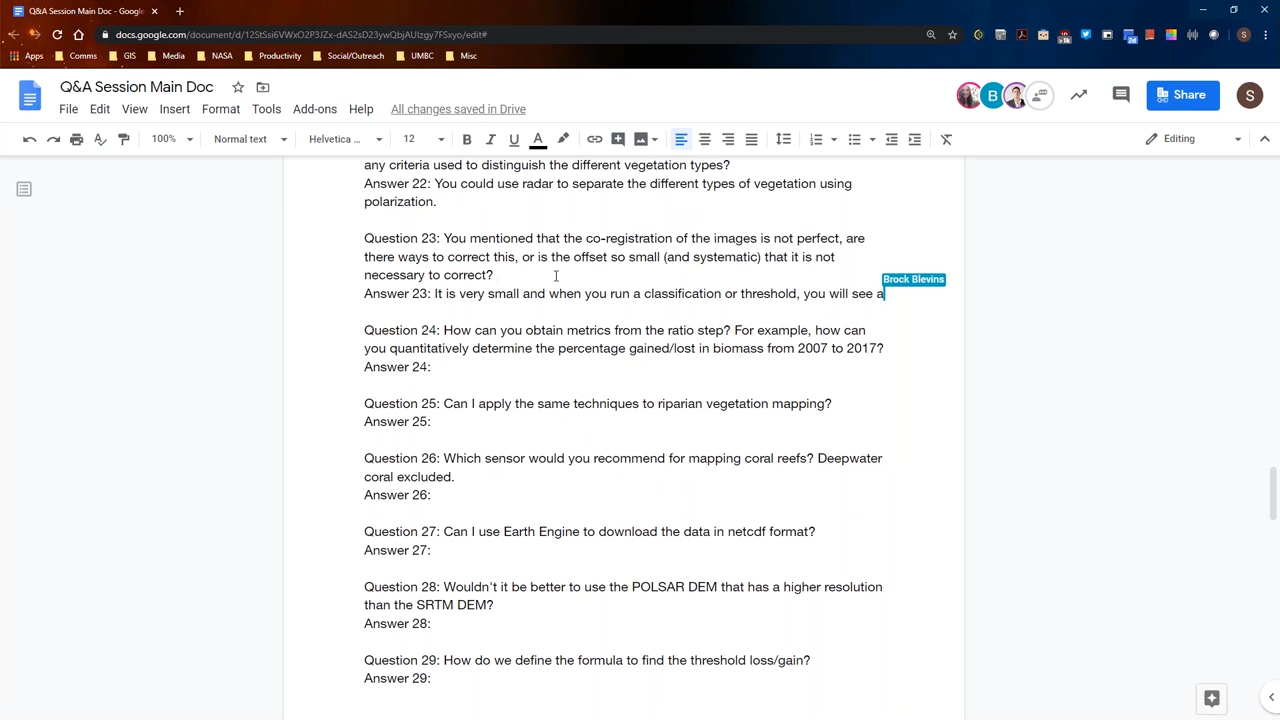 Q&A Session Main Doc - Google
docs.google.com/document/d/12StSsi6VWxO2P3JZx-dAS2sD23ywQbjAUIzgy7FSxyo/edit#
Apps Comms GIS Media NASA Productivity Social/Outreach UMBC Misc
Q&A Session Main Doc
File Edit View Insert Format Tools Add-ons Help All changes saved in Drive
B
Share
S
100% Normal text Helvetica ... 12 B I U A Editing
any criteria used to distinguish the different vegetation types?
Answer 22: You could use radar to separate the different types of vegetation using
polarization.
Question 23: You mentioned that the co-registration of the images is not perfect, are
there ways to correct this, or is the offset so small (and systematic) that it is not
necessary to correct?
Brock Blevins
Answer 23: It is very small and when you run a classification or threshold, you will see a
Question 24: How can you obtain metrics from the ratio step? For example, how can
you quantitatively determine the percentage gained/lost in biomass from 2007 to 2017?
Answer 24:
Question 25: Can I apply the same techniques to riparian vegetation mapping?
Answer 25:
Question 26: Which sensor would you recommend for mapping coral reefs? Deepwater
coral excluded.
Answer 26:
Question 27: Can I use Earth Engine to download the data in netcdf format?
Answer 27:
Question 28: Wouldn't it be better to use the POLSAR DEM that has a higher resolution
than the SRTM DEM?
Answer 28:
Question 29: How do we define the formula to find the threshold loss/gain?
Answer 29: